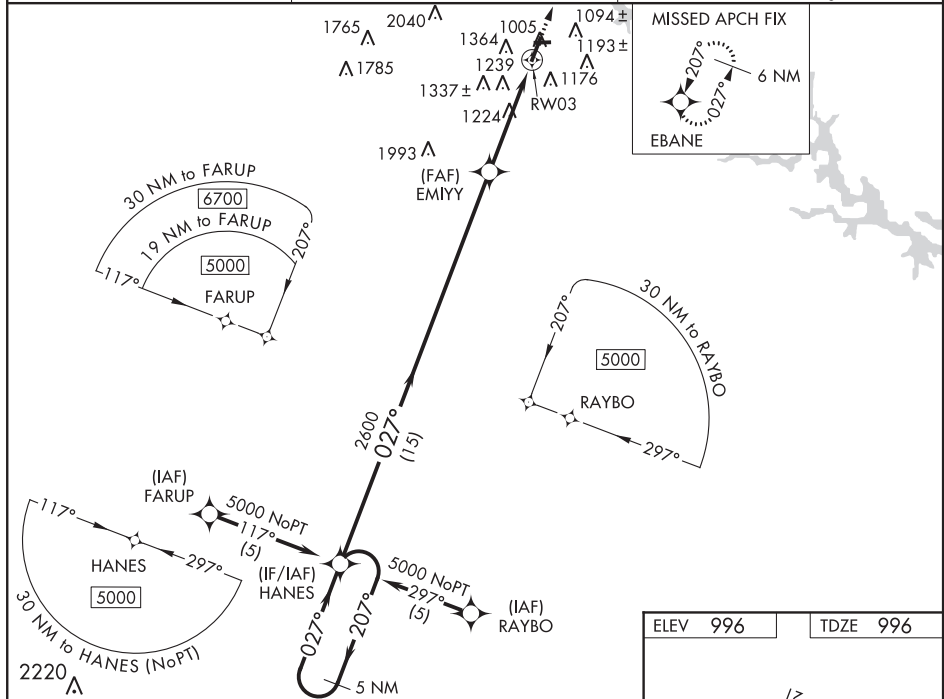 1765
2040
1005
1094±
1364
1193±
1785
1239
1337±
1176
RW03
1224
1993
(FAF)
EMIYY
MISSED APCH FIX
207°
6 NM
027°
EBANE
30 NM to FARUP
6700
19 NM to FARUP
207°
5000
117°
FARUP
30 NM to RAYBO
207°
5000
RAYBO
297°
2600
027°
(15)
(IAF)
FARUP
5000 NoPT
117°
(5)
117°
HANES
297°
5000
30 NM to HANES (NoPT)
(IF/IAF)
HANES
5000 NoPT
297°
(5)
(IAF)
RAYBO
027°
207°
5 NM
2220
ELEV 996
TDZE 996